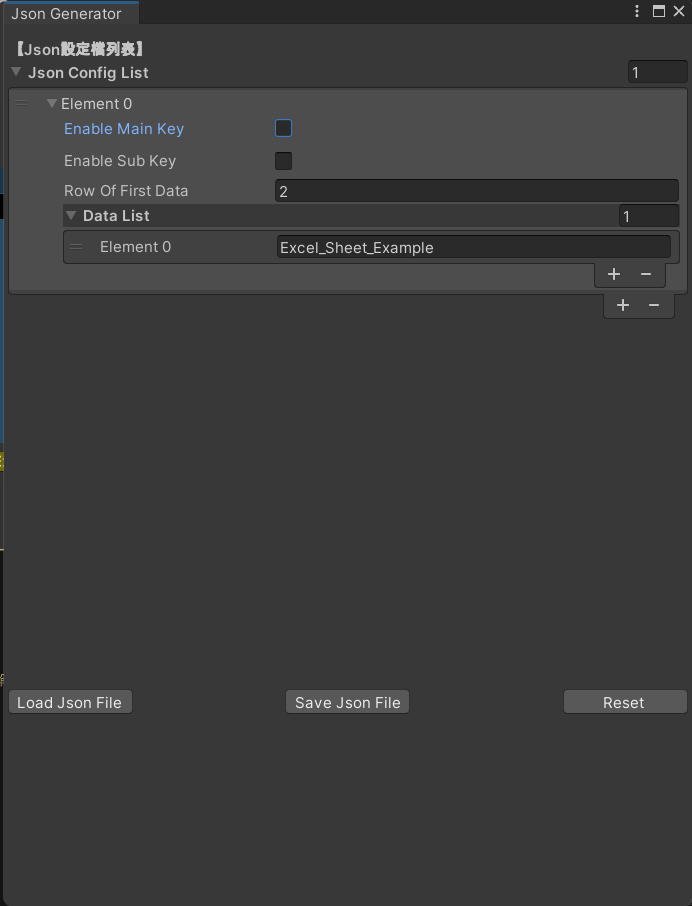 Json Generator
【Json設定檔列表】
Json Config List 1
Element 0
Enable Main Key
Enable Sub Key
Row Of First Data 2
Data List 1
Element 0 Excel_Sheet_Example
+ −
+ −
Load Json File Save Json File Reset